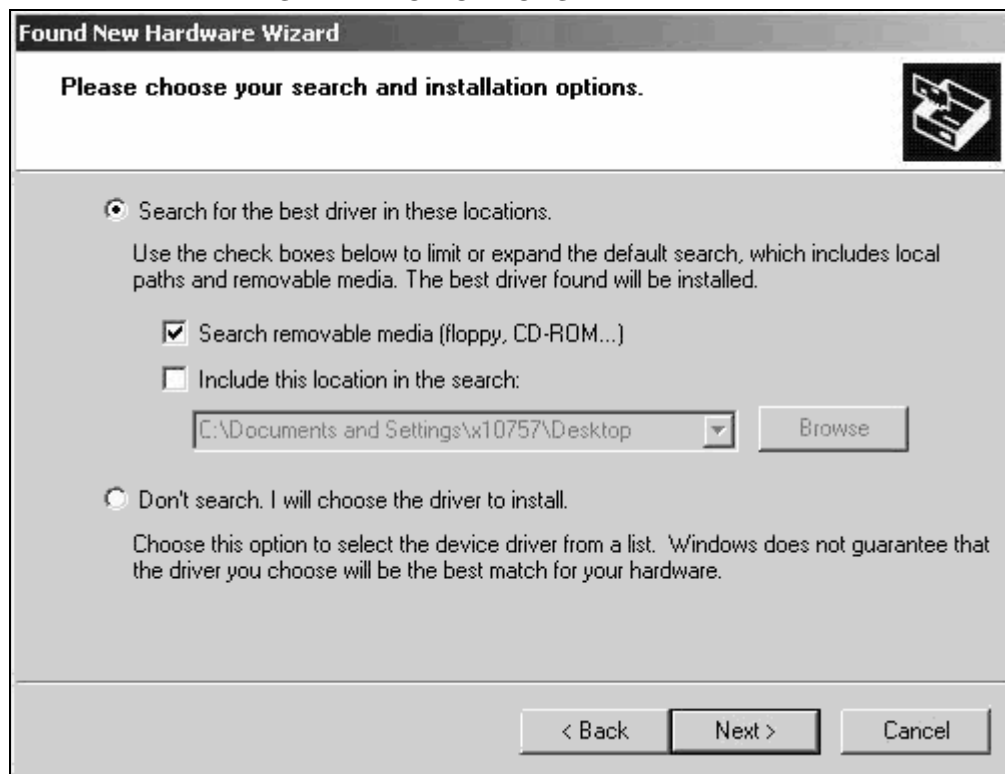 Found New Hardware Wizard
Please choose your search and installation options.
Search for the best driver in these locations.
Use the check boxes below to limit or expand the default search, which includes local
paths and removable media. The best driver found will be installed.
Search removable media (floppy, CD-ROM...)
Include this location in the search:
C:\Documents and Settings\x10757\Desktop
Browse
Don't search. I will choose the driver to install.
Choose this option to select the device driver from a list. Windows does not guarantee that
the driver you choose will be the best match for your hardware.
< Back Next > Cancel